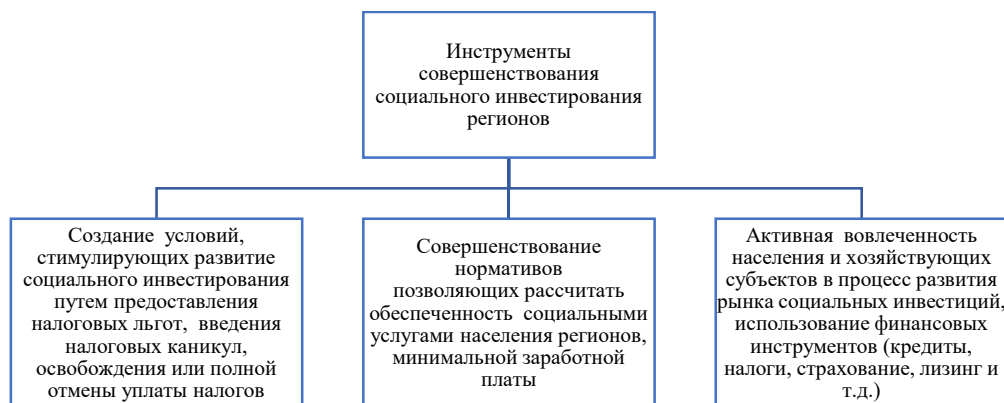 Инструменты
совершенствования
социального инвестирования
регионов
Создание условий,
стимулирующих развитие
социального инвестирования
путем предоставления
налоговых льгот, введения
налоговых каникул,
освобождения или полной
отмены уплаты налогов
Совершенствование
нормативов
позволяющих рассчитать
обеспеченность социальными
услугами населения регионов,
минимальной заработной
платы
Активная вовлеченность
населения и хозяйствующих
субъектов в процесс развития
рынка социальных инвестиций,
использование финансовых
инструментов (кредиты,
налоги, страхование, лизинг и
т.д.)